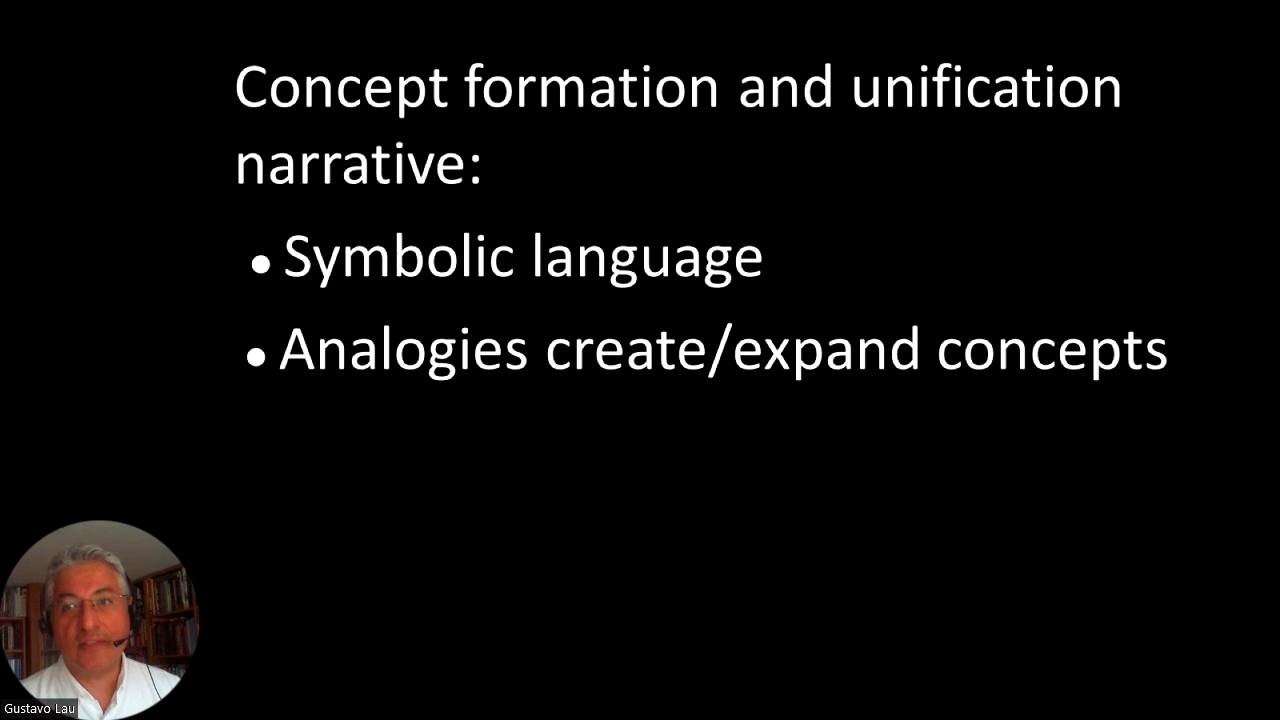 Concept formation and unification
narrative:
• Symbolic language
• Analogies create/expand concepts
Gustavo Lau